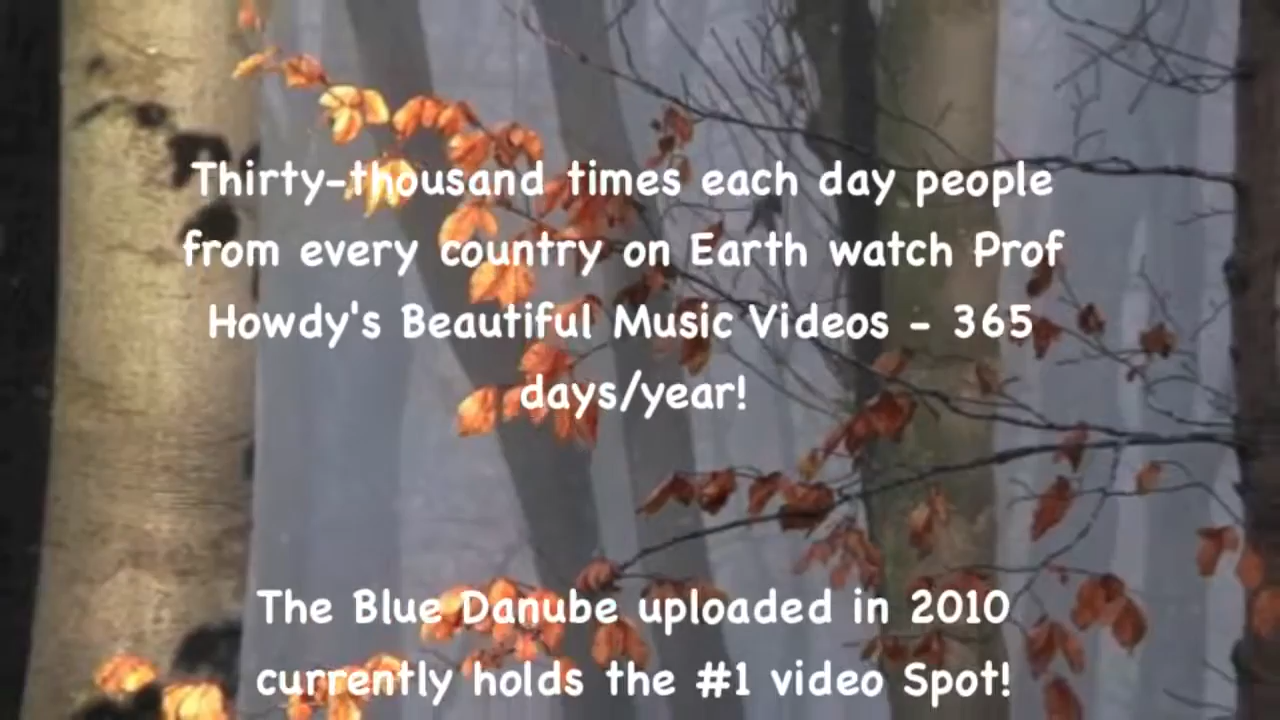 Thirty-thousand times each day people
from every country on Earth watch Prof
Howdy's Beautiful Music Videos - 365
days/year!
The Blue Danube uploaded in 2010
currently holds the #1 video Spot!